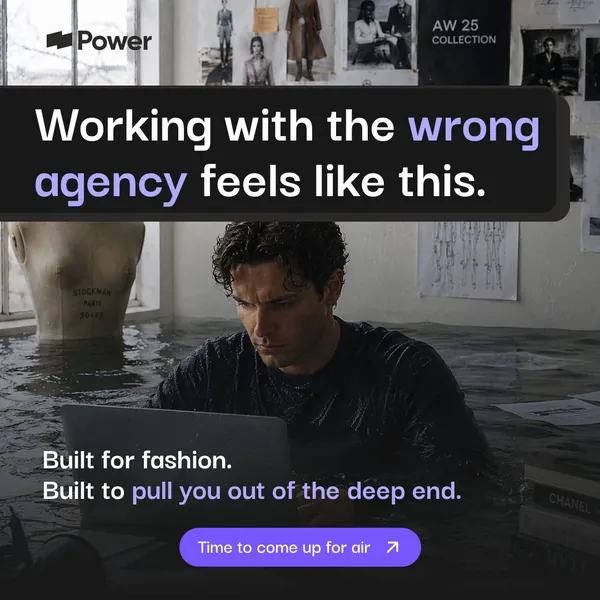 Power
AW 25
COLLECTION
Working with the wrong
agency feels like this.
STOCKMAN
PARIS
Built for fashion.
Built to pull you out of the deep end.
CHANEL
Time to come up for air